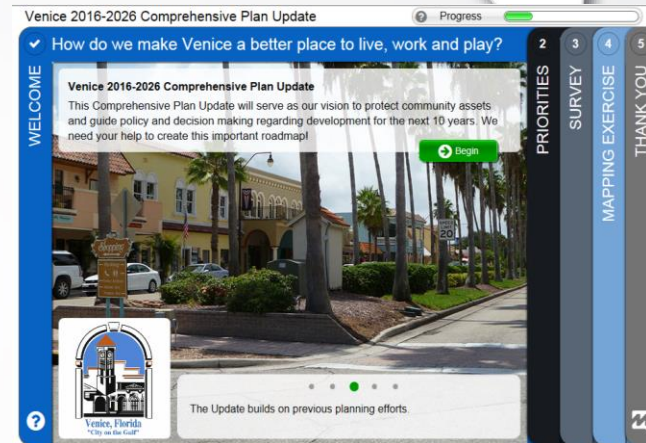 Venice 2016-2026 Comprehensive Plan Update
? Progress
How do we make Venice a better place to live, work and play?
WELCOME
Venice 2016-2026 Comprehensive Plan Update
This Comprehensive Plan Update will serve as our vision to protect community assets
and guide policy and decision making regarding development for the next 10 years. We
need your help to create this important roadmap!
Begin
Shopping
SPEED
LIMIT
20
Venice, Florida
"City on the Gulf"
The Update builds on previous planning efforts.
?
2
PRIORITIES
3
SURVEY
4
MAPPING EXERCISE
5
THANK YOU